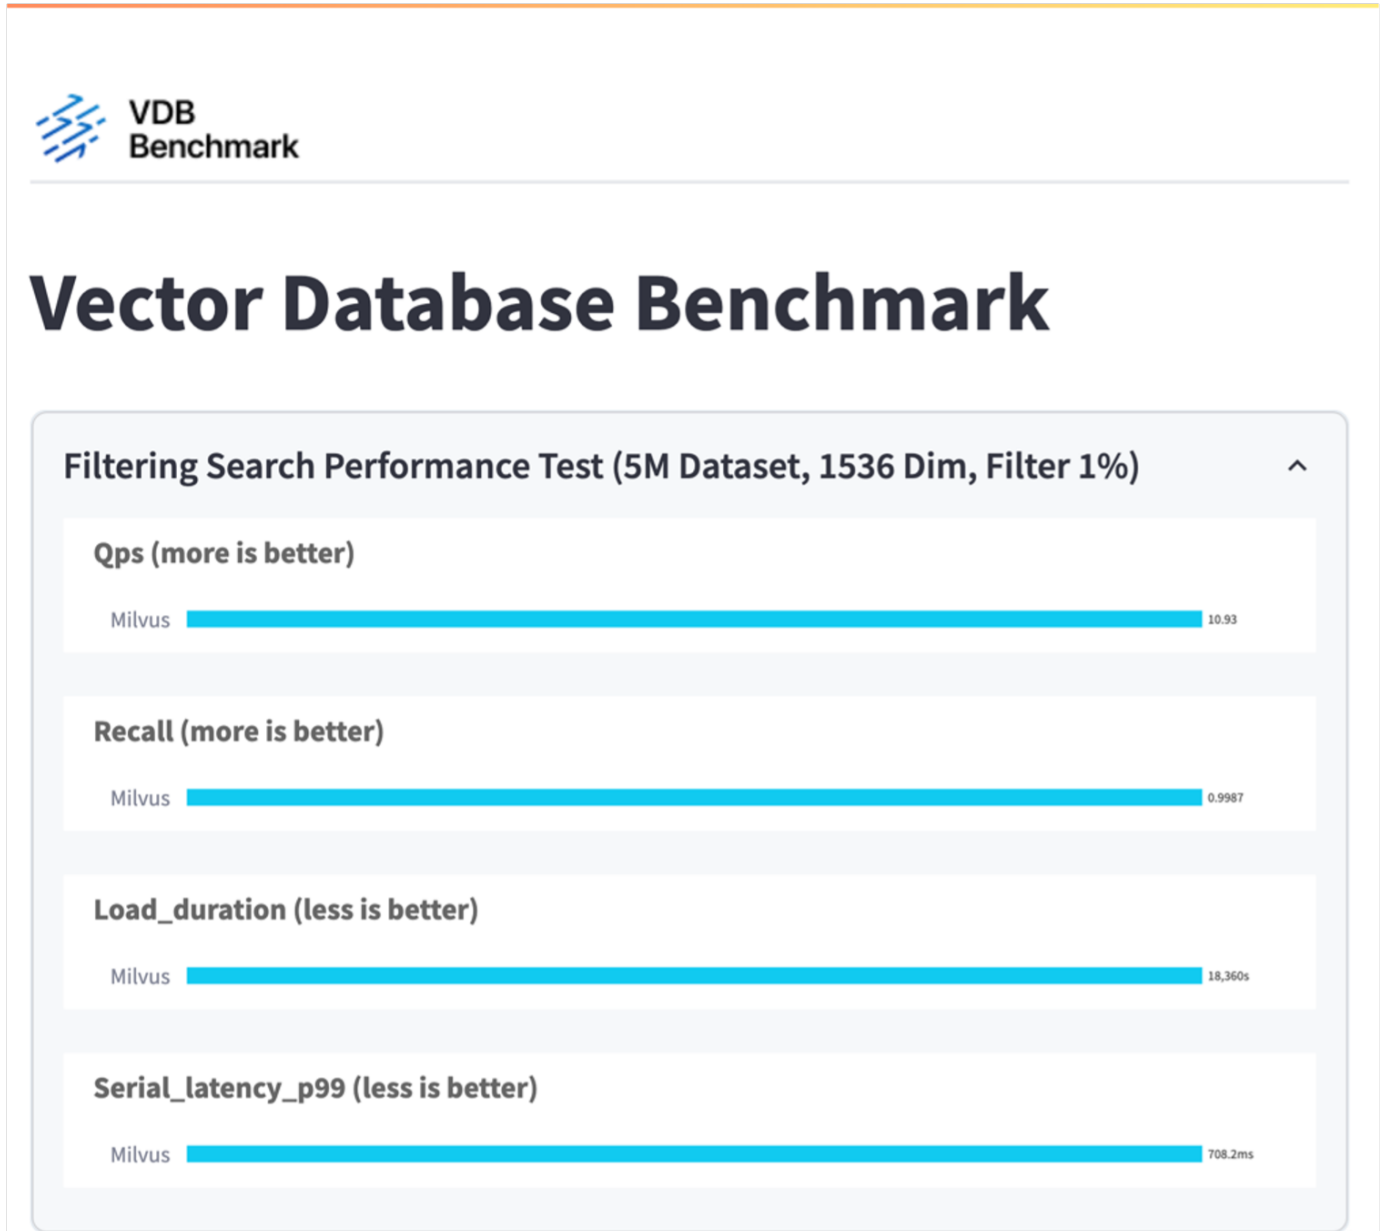 VDB
Benchmark
Vector Database Benchmark
Filtering Search Performance Test (5M Dataset, 1536 Dim, Filter 1%)
Qps (more is better)
Milvus 10.93
Recall (more is better)
Milvus 0.9987
Load_duration (less is better)
Milvus 18,360s
Serial_latency_p99 (less is better)
Milvus 708.2ms